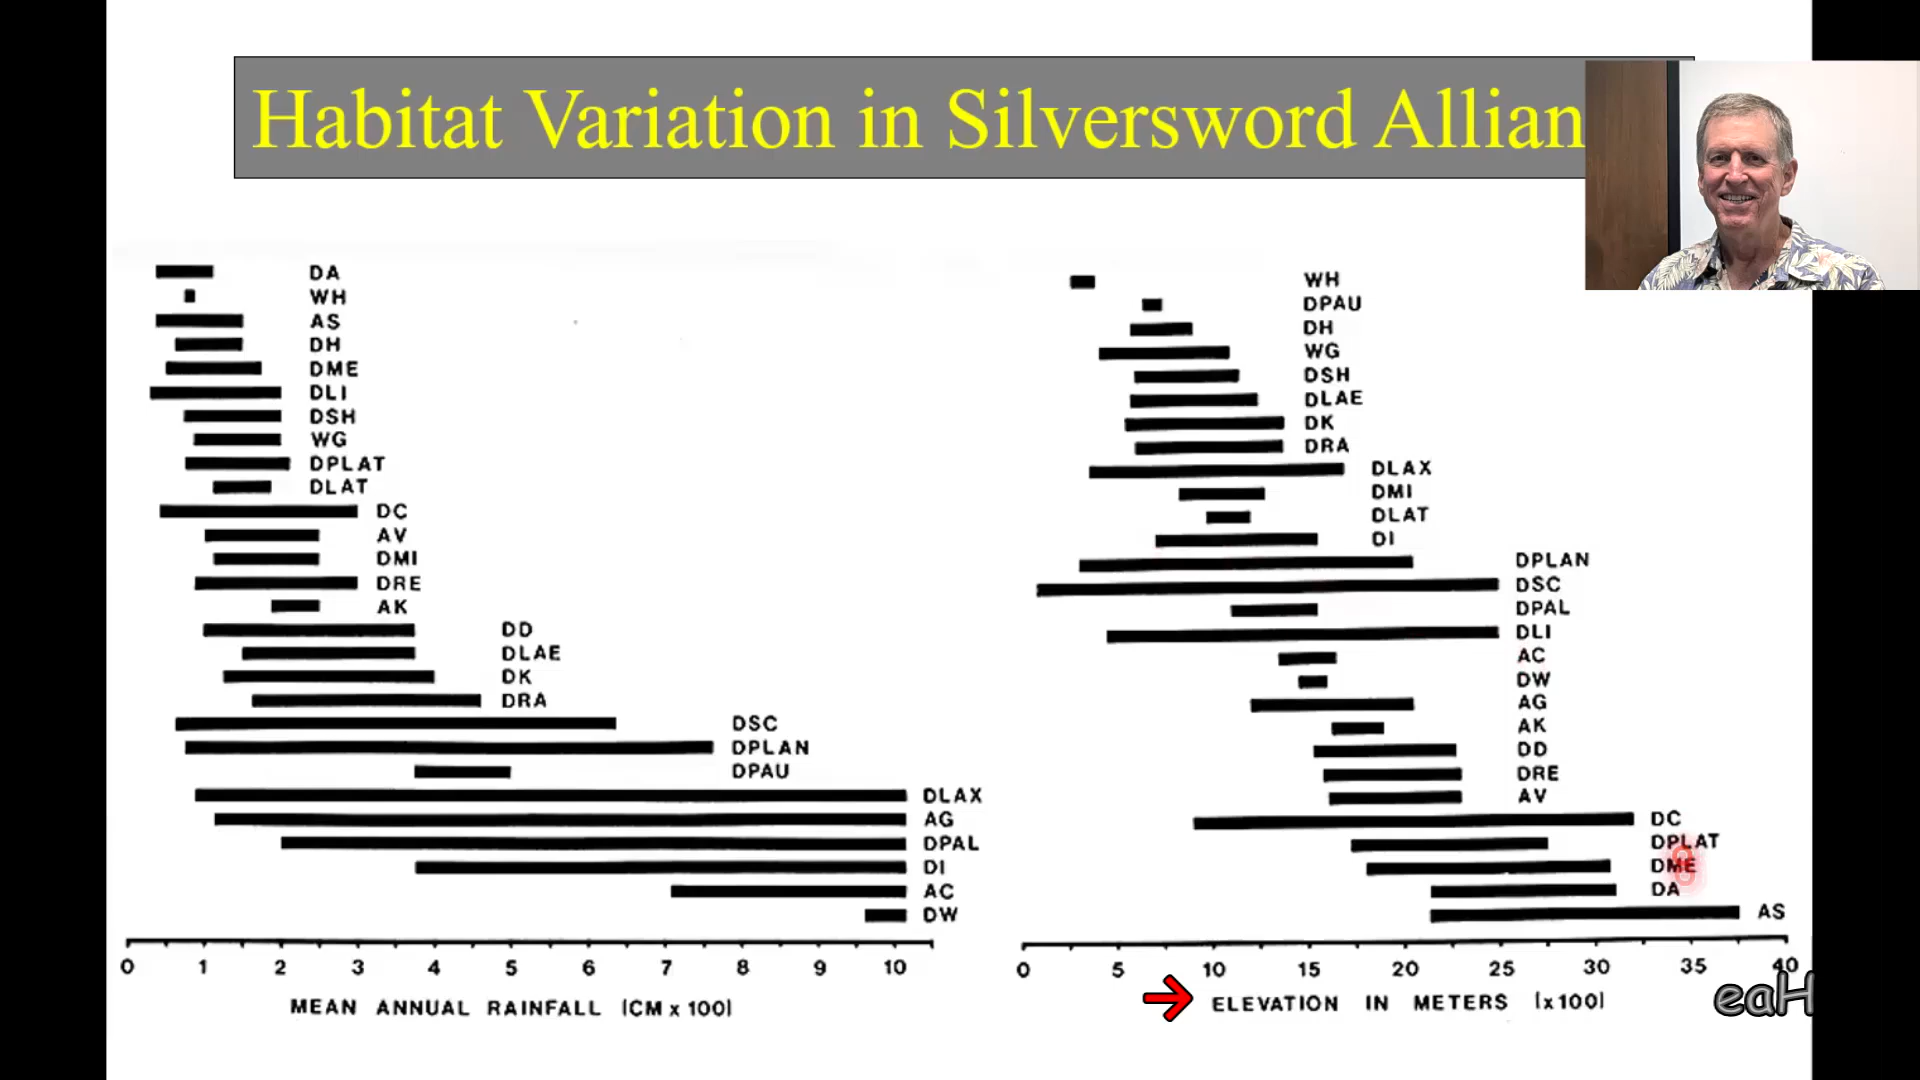 Habitat Variation in Silversword Allian
DA
WH
AS
DH
DME
DLI
DSH
WG
DPLAT
DLAT
DC
AV
DMI
DRE
AK
DD
DLAE
DK
DRA
DSC
DPLAN
DPAU
DLAX
AG
DPAL
DI
AC
DW
0 1 2 3 4 5 6 7 8 9 10
MEAN ANNUAL RAINFALL (CM x 100)
WH
DPAU
DH
WG
DSH
DLAE
DK
DRA
DLAX
DMI
DLAT
DI
DPLAN
DSC
DPAL
DLI
AC
DW
AG
AK
DD
DRE
AV
DC
DPLAT
DME
DA
AS
0 5 10 15 20 25 30 35 40
ELEVATION IN METERS (x100)
eaH